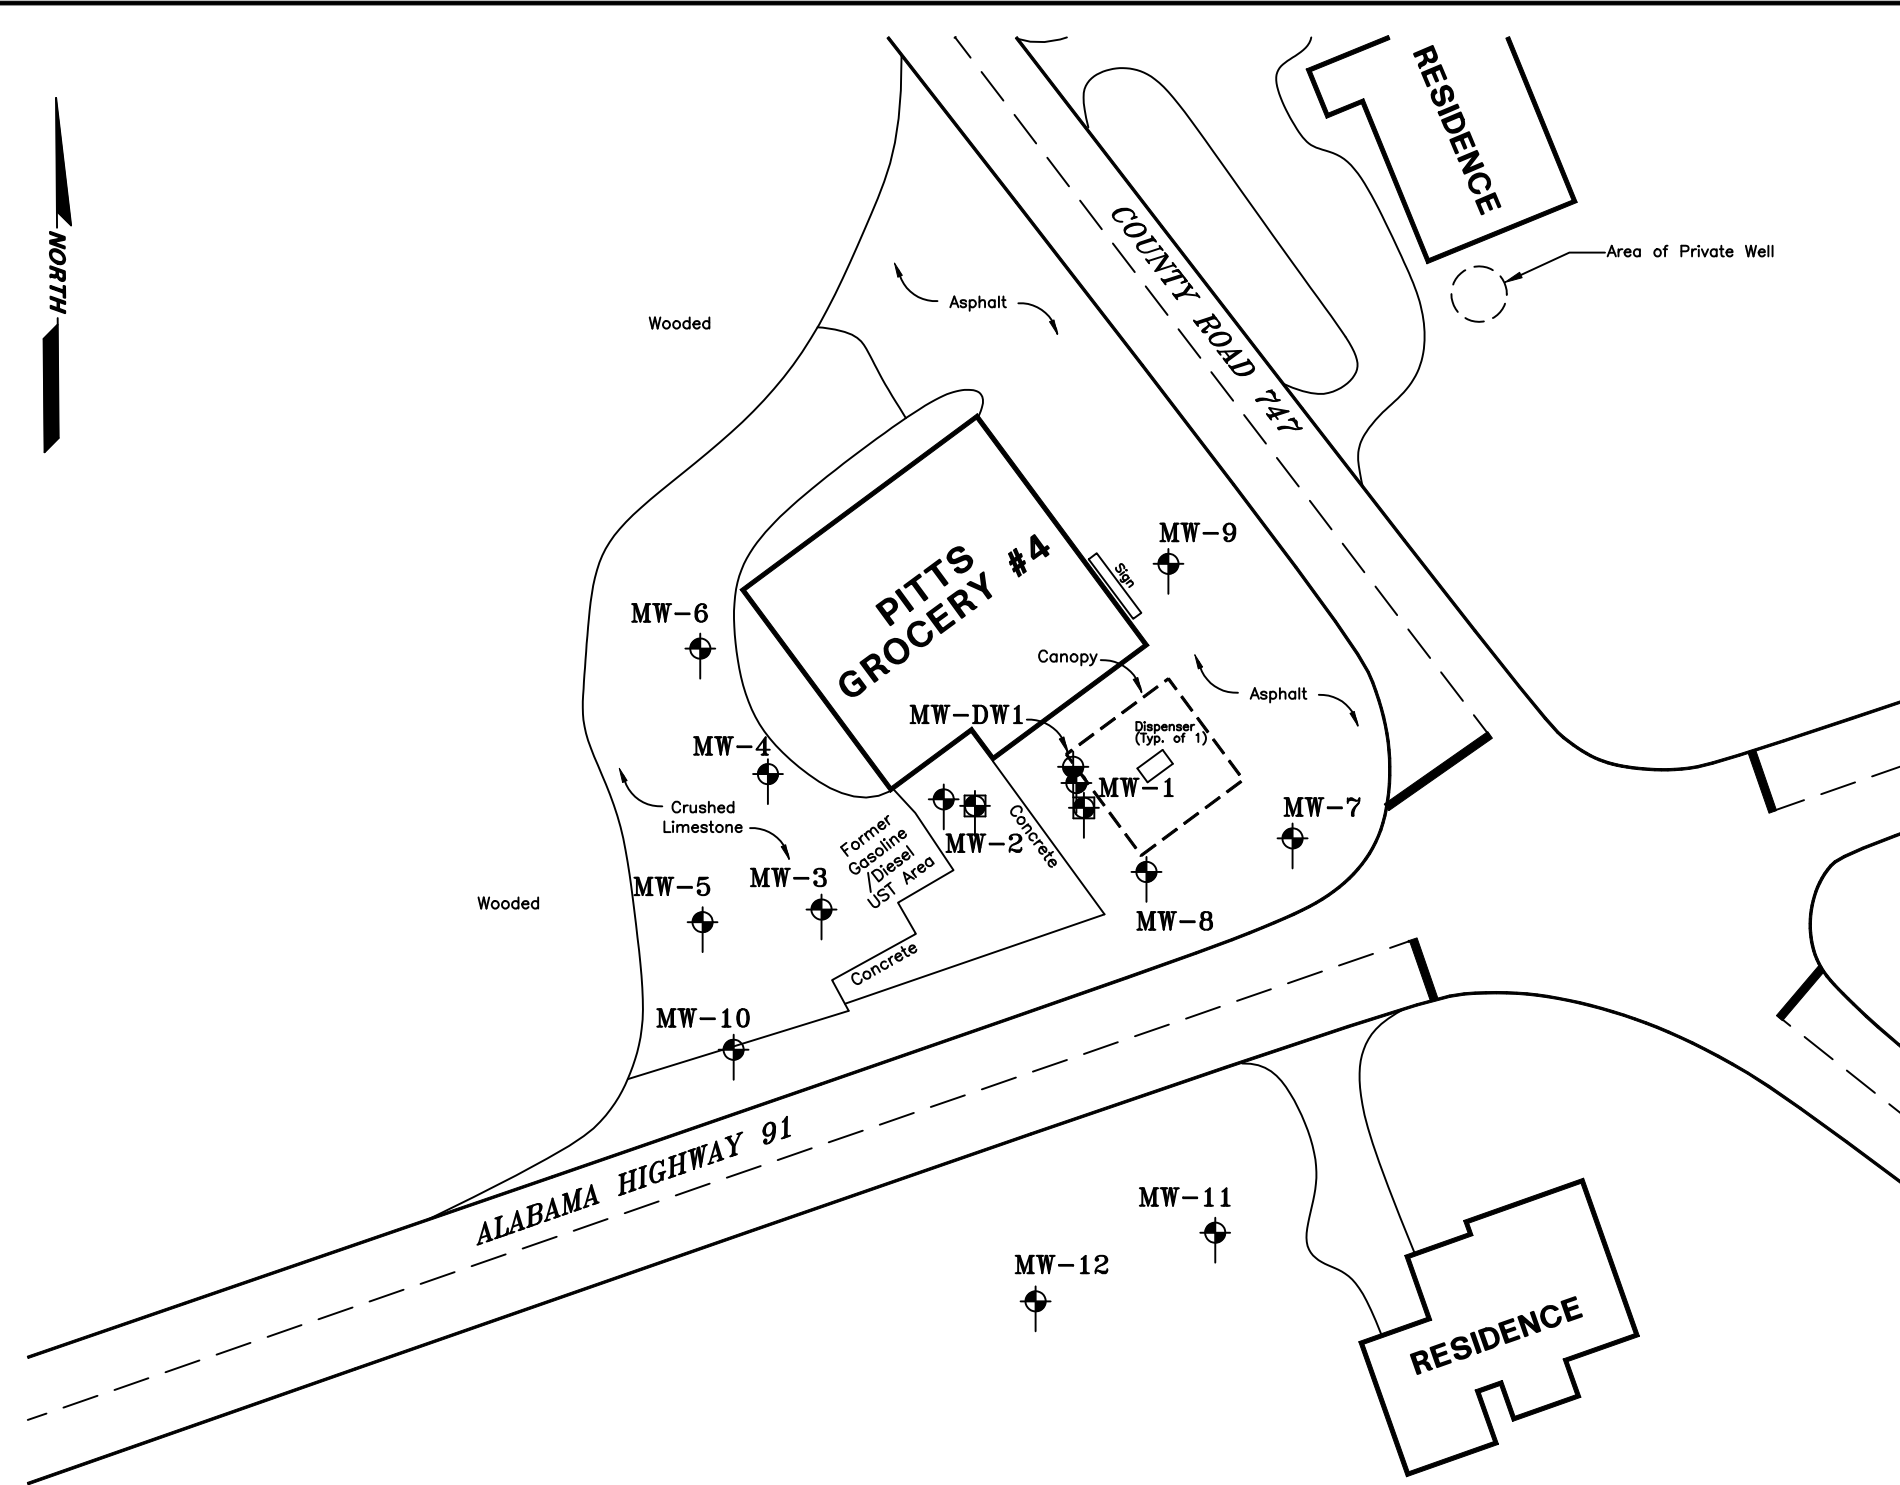 RESIDENCE
NORTH
COUNTY ROAD 747
Area of Private Well
Asphalt
Wooded
MW-9
PITTS
GROCERY #4
Sign
MW-6
Canopy
Asphalt
MW-DW1
Dispenser
(Typ. of 1)
MW-4
MW-1
MW-7
Crushed
Limestone
Former
Gasoline
/Diesel
UST Area
MW-2
Concrete
MW-3
MW-5
Wooded
MW-8
Concrete
MW-10
ALABAMA HIGHWAY 91
MW-11
MW-12
RESIDENCE